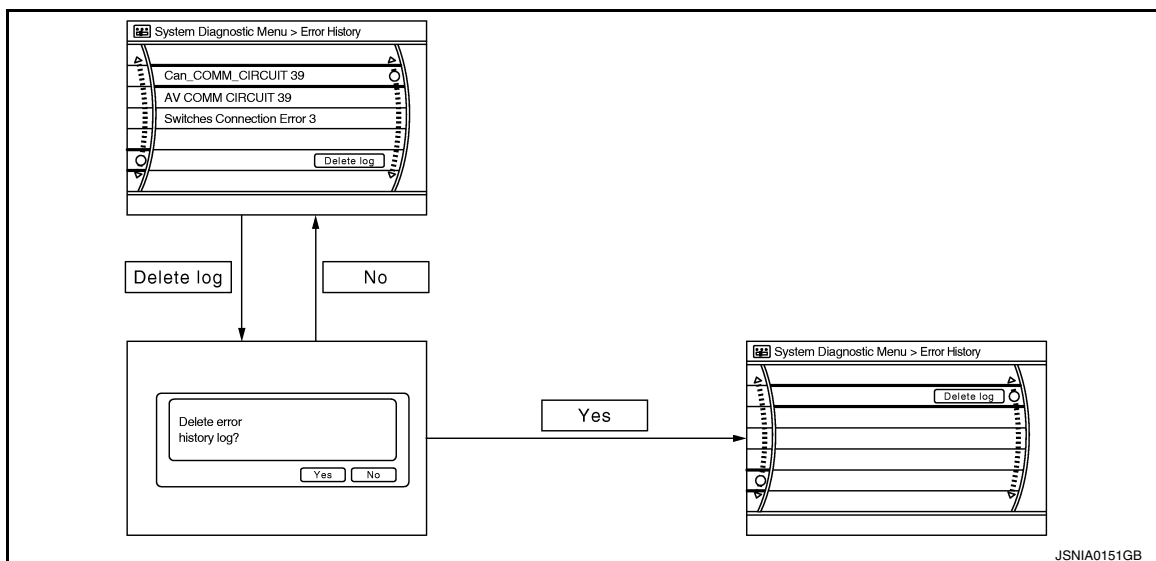 System Diagnostic Menu > Error History
Can_COMM_CIRCUIT 39
AV COMM CIRCUIT 39
Switches Connection Error 3
Delete log
Delete log
No
System Diagnostic Menu > Error History
Delete log
Delete error
history log?
Yes
No
Yes
JSNIA0151GB